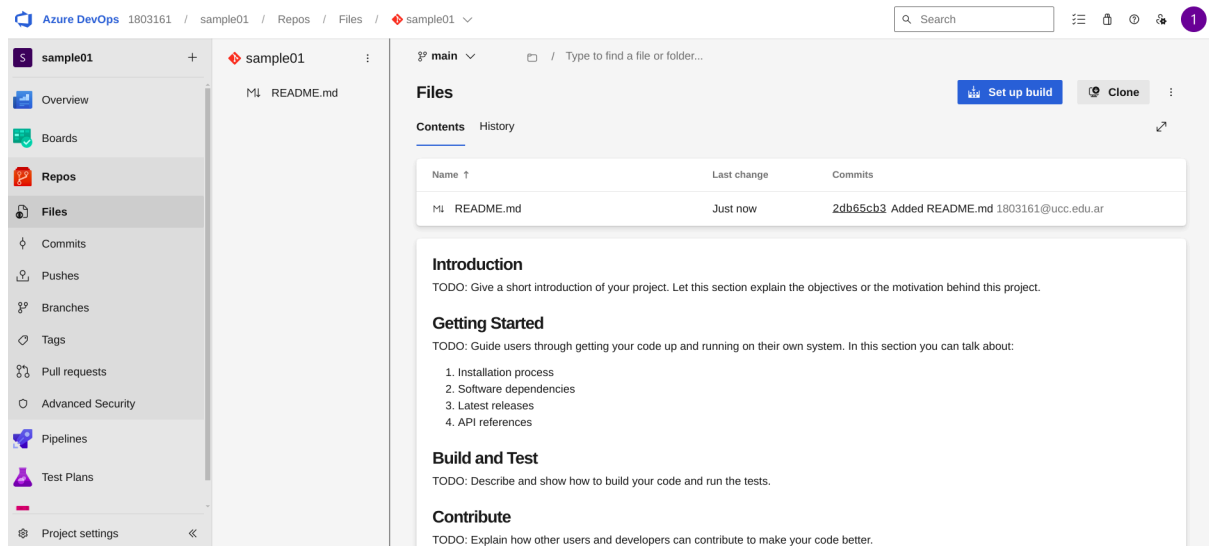 Azure DevOps 1803161 / sample01 / Repos / Files / sample01
Search
1
S sample01 +
Overview
Boards
Repos
Files
Commits
Pushes
Branches
Tags
Pull requests
Advanced Security
Pipelines
Test Plans
Project settings
sample01
M↓ README.md
main / Type to find a file or folder...
Files
Set up build
Clone
Contents History
Name ↑ Last change Commits
M↓ README.md Just now 2db65cb3 Added README.md 1803161@ucc.edu.ar
Introduction
TODO: Give a short introduction of your project. Let this section explain the objectives or the motivation behind this project.
Getting Started
TODO: Guide users through getting your code up and running on their own system. In this section you can talk about:
1. Installation process
2. Software dependencies
3. Latest releases
4. API references
Build and Test
TODO: Describe and show how to build your code and run the tests.
Contribute
TODO: Explain how other users and developers can contribute to make your code better.